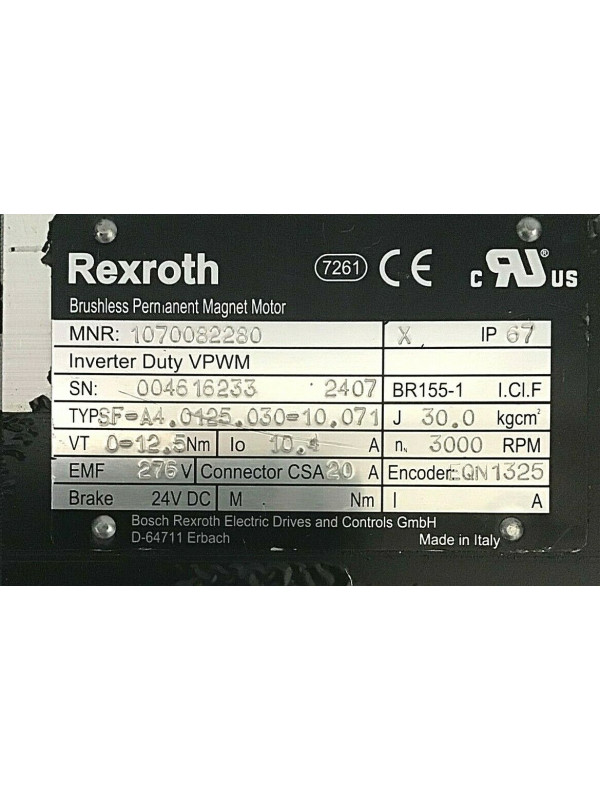 Rexroth
7261 CE c RU US ®
Brushless Permanent Magnet Motor
MNR: 1070082280 X IP 67
Inverter Duty VPWM
SN: 004616233 2407 BR155-1 I.Cl.F
TYP SF-A4.0125.030-10.071 J 30.0 kgcm²
VT 0-12.5 Nm Io 10.4 A n, 3000 RPM
EMF 276 V Connector CSA 20 A Encoder: EQN1325
Brake 24V DC M Nm I A
Bosch Rexroth Electric Drives and Controls GmbH
D-64711 Erbach Made in Italy